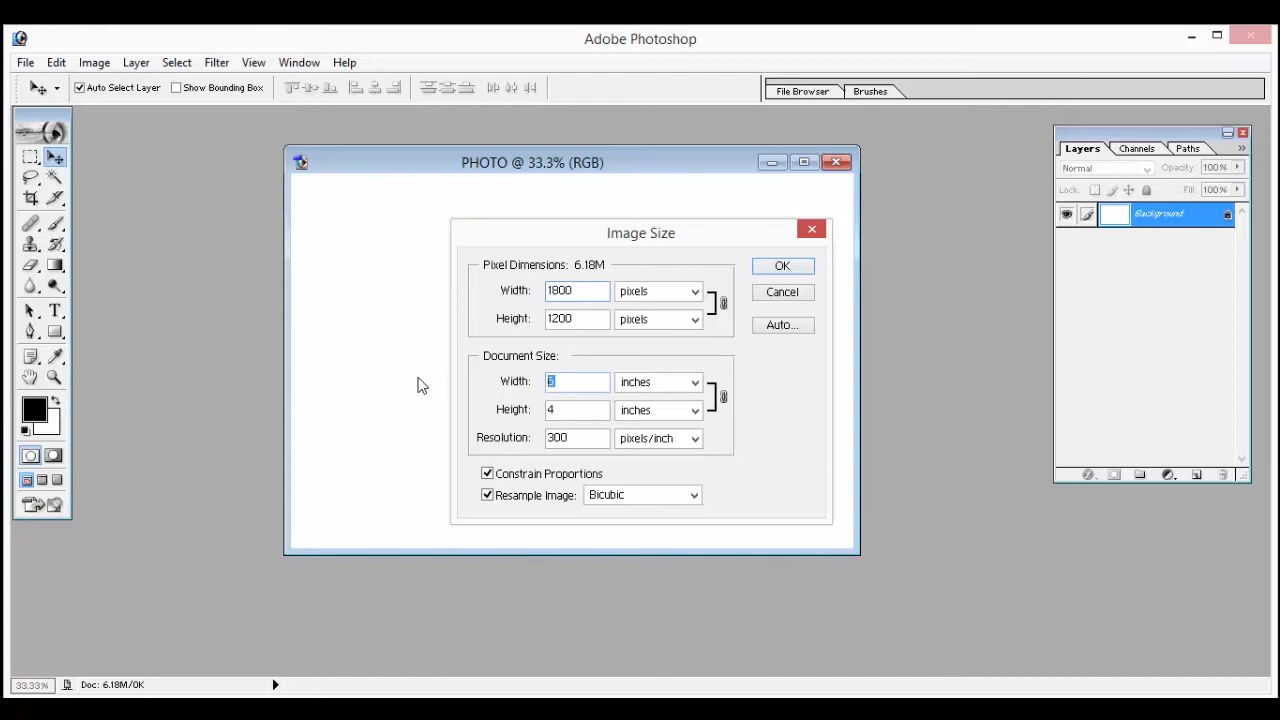 Adobe Photoshop
File Edit Image Layer Select Filter View Window Help
Auto Select Layer Show Bounding Box File Browser Brushes
PHOTO @ 33.3% (RGB)
Layers Channels Paths
Normal Opacity: 100%
Lock: Fill: 100%
Background
Image Size
Pixel Dimensions: 6.18M
Width: 1800 pixels
Height: 1200 pixels
OK
Cancel
Auto...
Document Size:
Width: 5 inches
Height: 4 inches
Resolution: 300 pixels/inch
Constrain Proportions
Resample Image: Bicubic
33.33% Doc: 6.18M/0K